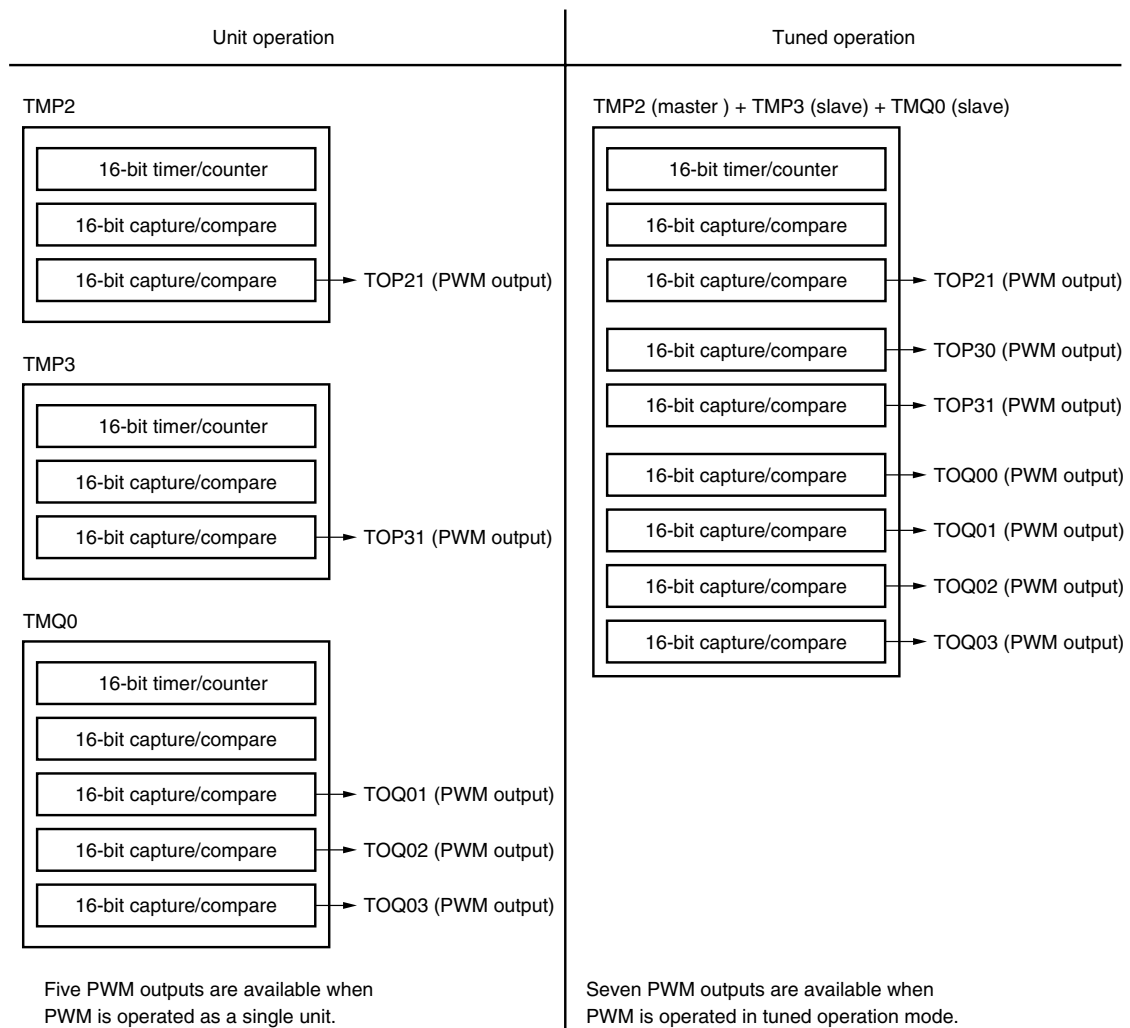 Unit operation
TMP2
16-bit timer/counter
16-bit capture/compare
16-bit capture/compare
TOP21 (PWM output)
TMP3
16-bit timer/counter
16-bit capture/compare
16-bit capture/compare
TOP31 (PWM output)
TMQ0
16-bit timer/counter
16-bit capture/compare
16-bit capture/compare
TOQ01 (PWM output)
16-bit capture/compare
TOQ02 (PWM output)
16-bit capture/compare
TOQ03 (PWM output)
Five PWM outputs are available when
PWM is operated as a single unit.
Tuned operation
TMP2 (master ) + TMP3 (slave) + TMQ0 (slave)
16-bit timer/counter
16-bit capture/compare
16-bit capture/compare
TOP21 (PWM output)
16-bit capture/compare
TOP30 (PWM output)
16-bit capture/compare
TOP31 (PWM output)
16-bit capture/compare
TOQ00 (PWM output)
16-bit capture/compare
TOQ01 (PWM output)
16-bit capture/compare
TOQ02 (PWM output)
16-bit capture/compare
TOQ03 (PWM output)
Seven PWM outputs are available when
PWM is operated in tuned operation mode.